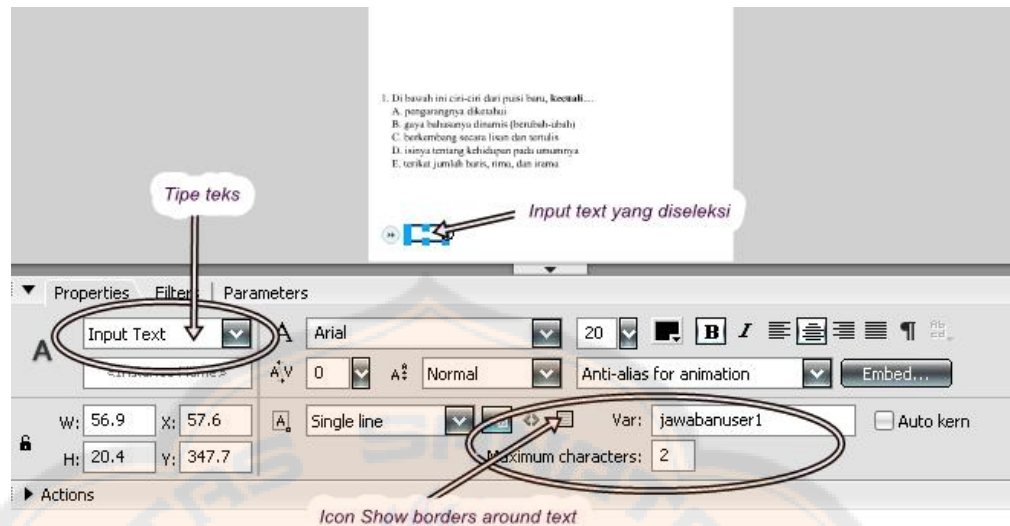 1. Di bawah ini ciri-ciri dari puisi baru, kecuali…
A. pengarangnya diketahui
B. gaya bahasanya dinamis (berubah-ubah)
C. berkembang secara lisan dan tertulis
D. isinya tentang kehidupan pada umumnya
E. terikat jumlah baris, rima, dan irama
Tipe teks
Input text yang diseleksi
Properties Filters Parameters
A Input Text A Arial 20 B I
<Instance Name> A V 0 A Normal Anti-alias for animation Embed...
W: 56.9 X: 57.6 A Single line Var: jawabanuser1 Auto kern
H: 20.4 Y: 347.7 Maximum characters: 2
Actions
Icon Show borders around text